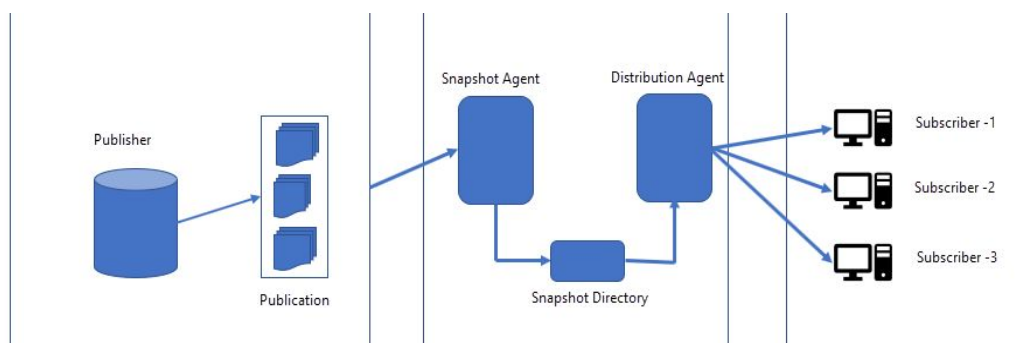 Publisher
Publication
Snapshot Agent
Distribution Agent
Snapshot Directory
Subscriber -1
Subscriber -2
Subscriber -3